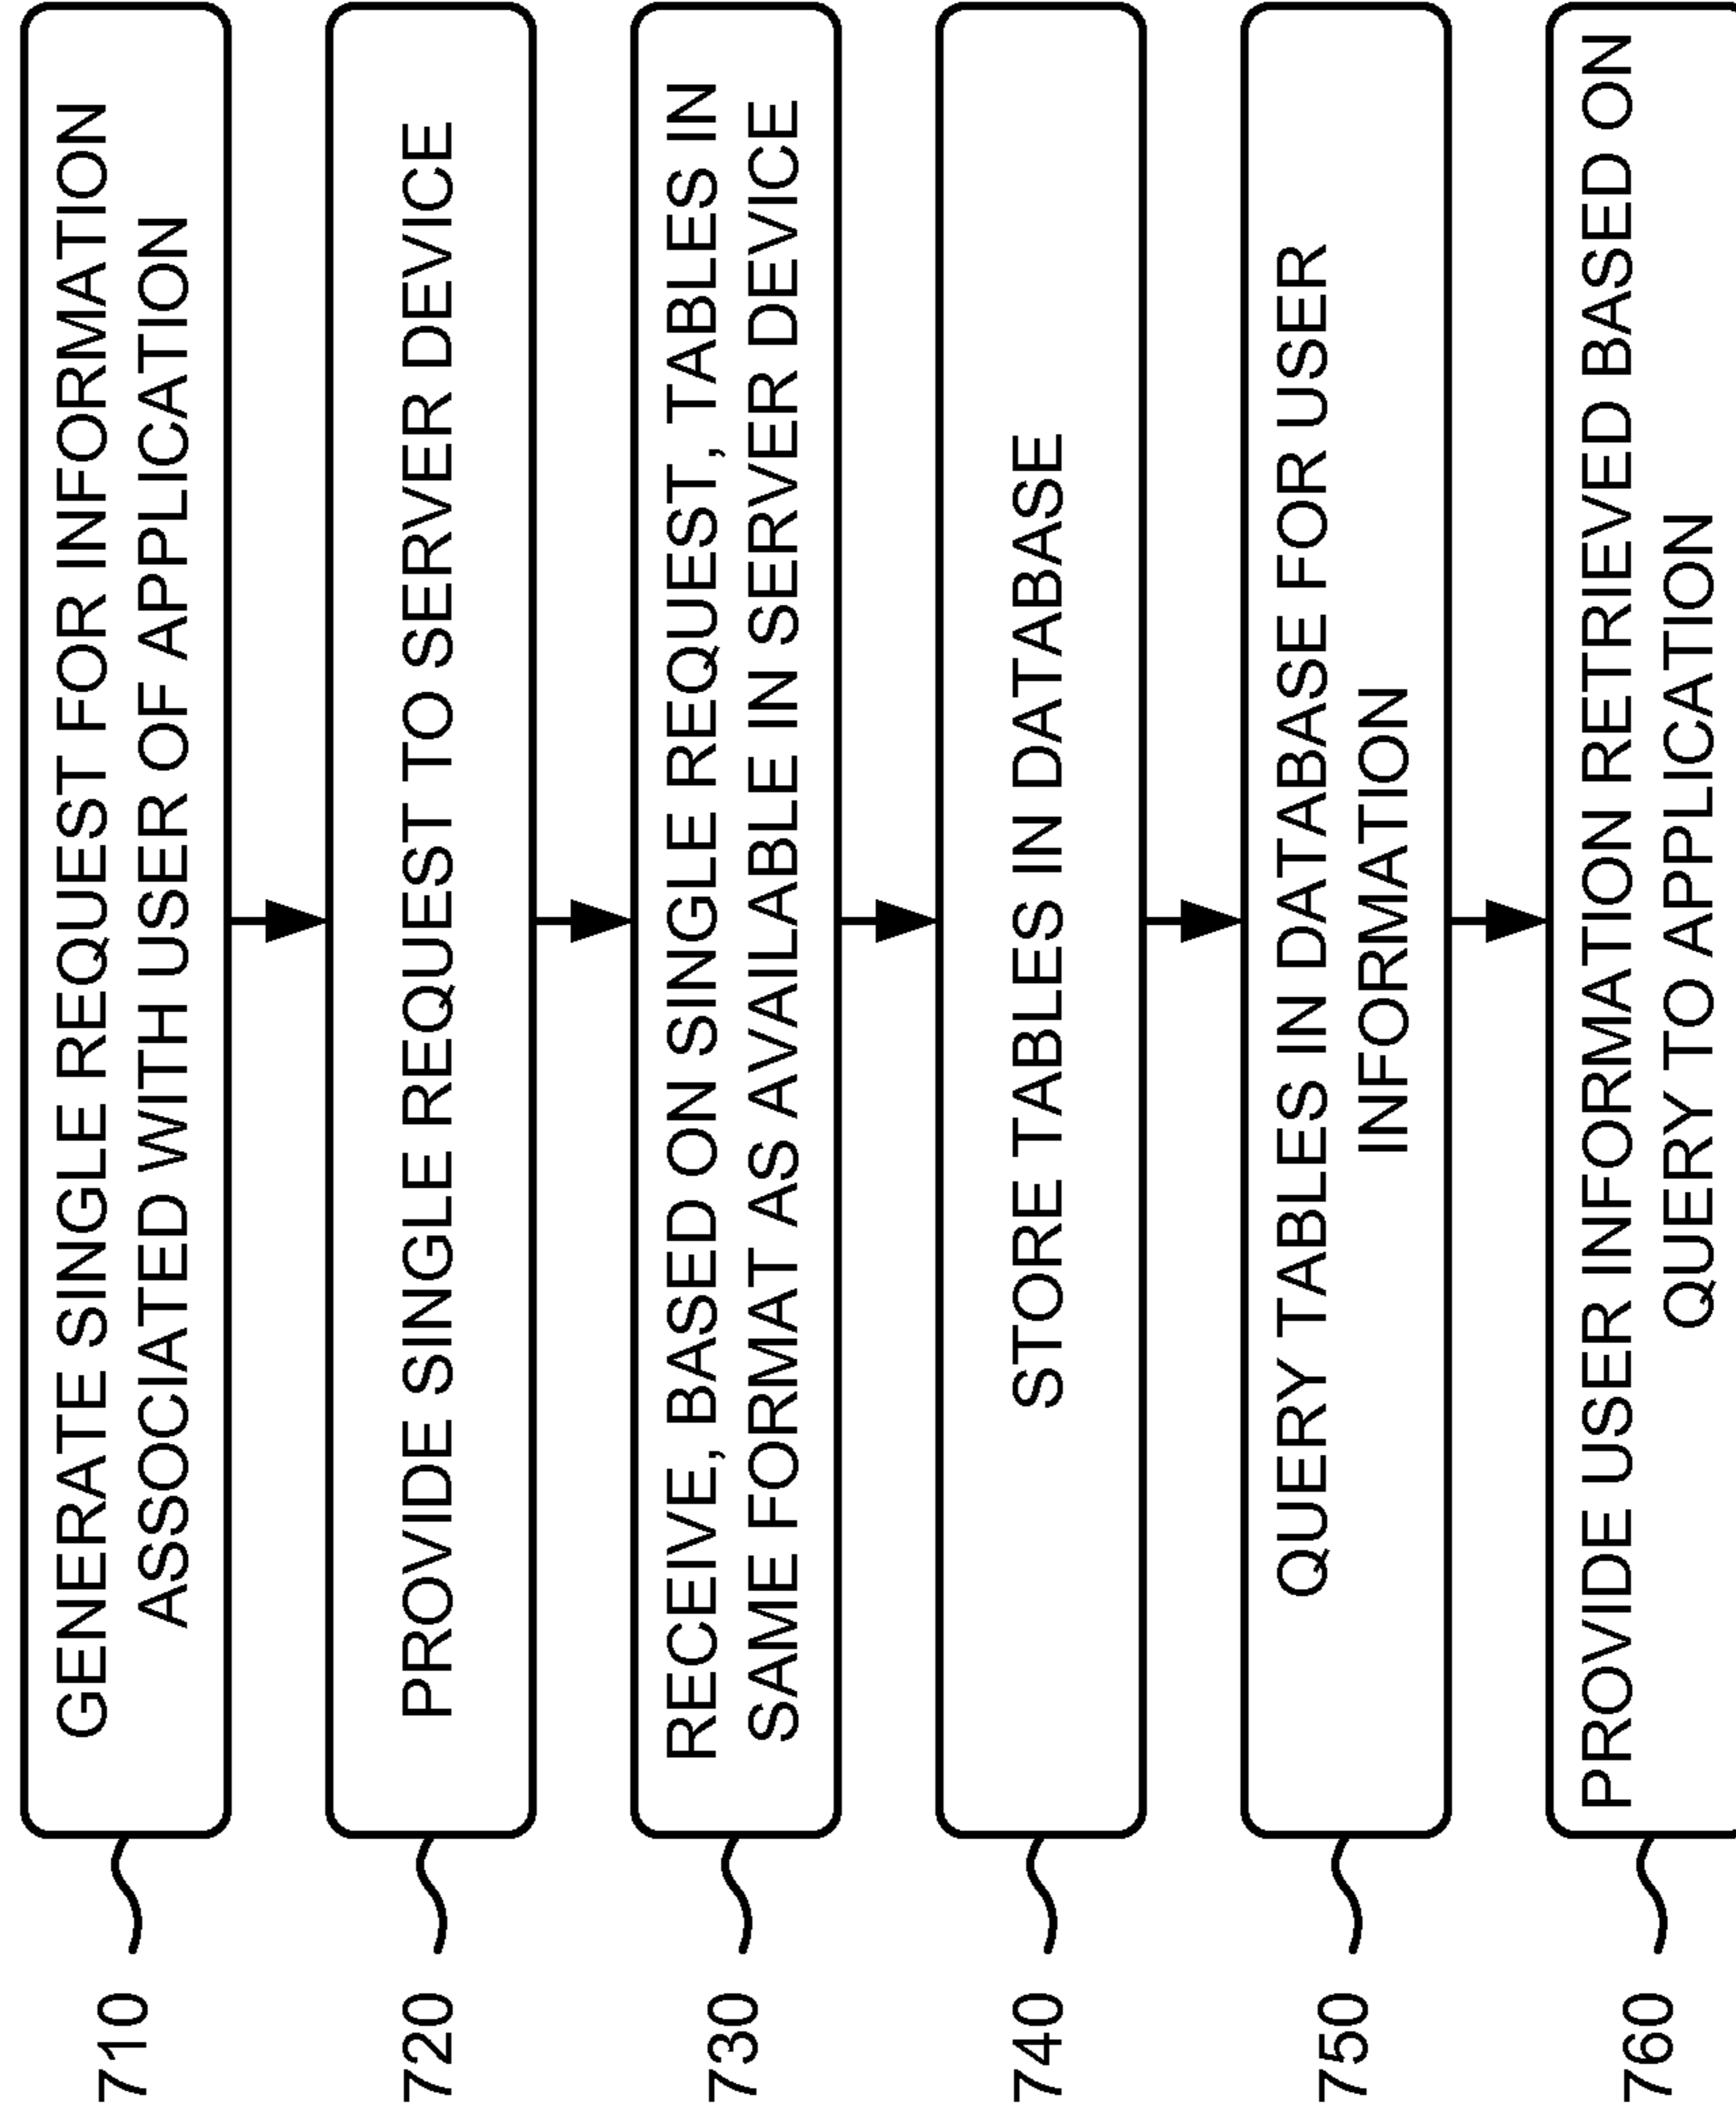 710
GENERATE SINGLE REQUEST FOR INFORMATION
ASSOCIATED WITH USER OF APPLICATION
720
PROVIDE SINGLE REQUEST TO SERVER DEVICE
730
RECEIVE, BASED ON SINGLE REQUEST, TABLES IN
SAME FORMAT AS AVAILABLE IN SERVER DEVICE
740
STORE TABLES IN DATABASE
750
QUERY TABLES IN DATABASE FOR USER
INFORMATION
760
PROVIDE USER INFORMATION RETRIEVED BASED ON
QUERY TO APPLICATION